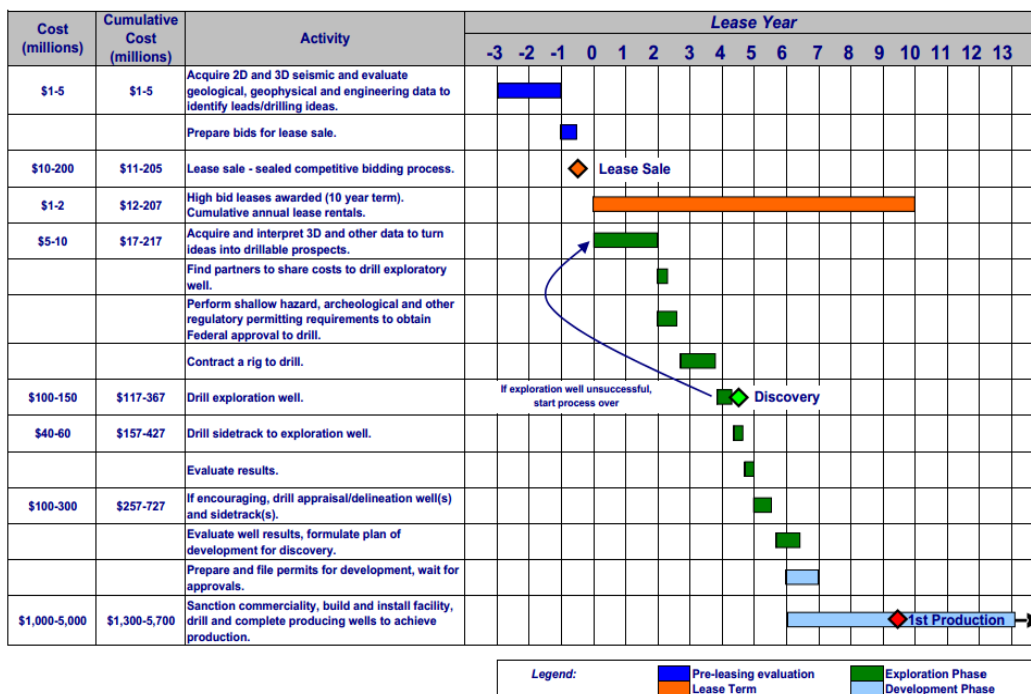 Cost
(millions)
Cumulative
Cost
(millions)
Activity
Lease Year
-3 -2 -1 0 1 2 3 4 5 6 7 8 9 10 11 12 13
$1-5
$1-5
Acquire 2D and 3D seismic and evaluate
geological, geophysical and engineering data to
identify leads/drilling ideas.
Prepare bids for lease sale.
$10-200
$11-205
Lease sale - sealed competitive bidding process.
Lease Sale
$1-2
$12-207
High bid leases awarded (10 year term).
Cumulative annual lease rentals.
$5-10
$17-217
Acquire and interpret 3D and other data to turn
ideas into drillable prospects.
Find partners to share costs to drill exploratory
well.
Perform shallow hazard, archeological and other
regulatory permitting requirements to obtain
Federal approval to drill.
Contract a rig to drill.
$100-150
$117-367
Drill exploration well.
If exploration well unsuccessful,
start process over
Discovery
$40-60
$157-427
Drill sidetrack to exploration well.
Evaluate results.
$100-300
$257-727
If encouraging, drill appraisal/delineation well(s)
and sidetrack(s).
Evaluate well results, formulate plan of
development for discovery.
Prepare and file permits for development, wait for
approvals.
$1,000-5,000
$1,300-5,700
Sanction commerciality, build and install facility,
drill and complete producing wells to achieve
production.
1st Production
Legend:
Pre-leasing evaluation
Exploration Phase
Lease Term
Development Phase